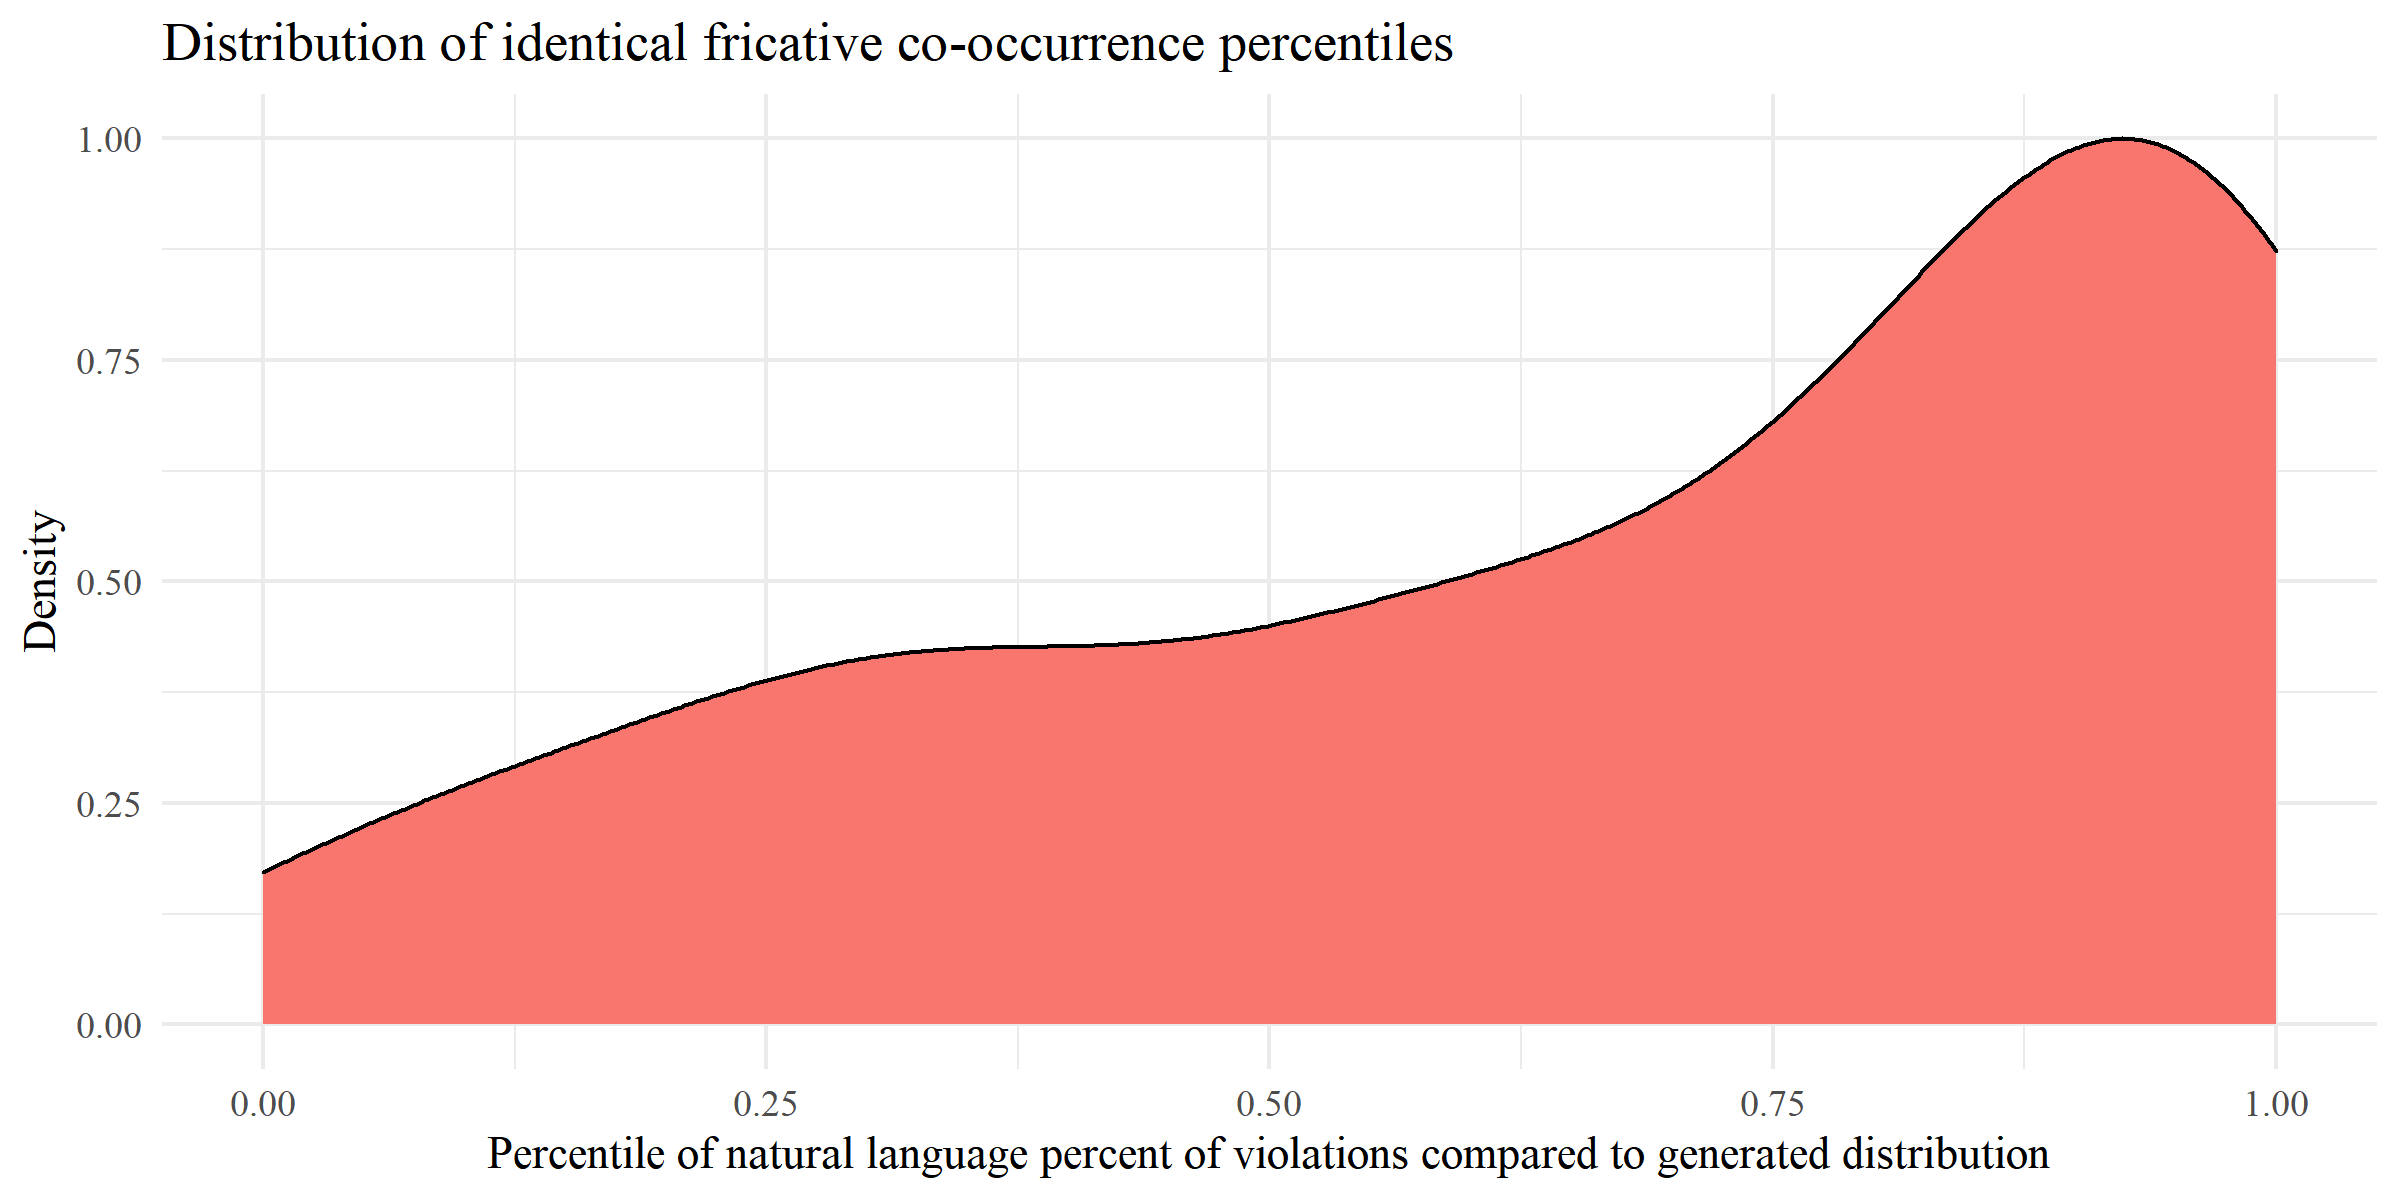 Distribution of identical fricative co-occurrence percentiles
1.00
0.75
0.50
0.25
0.00
Density
0.00 0.25 0.50 0.75 1.00
Percentile of natural language percent of violations compared to generated distribution